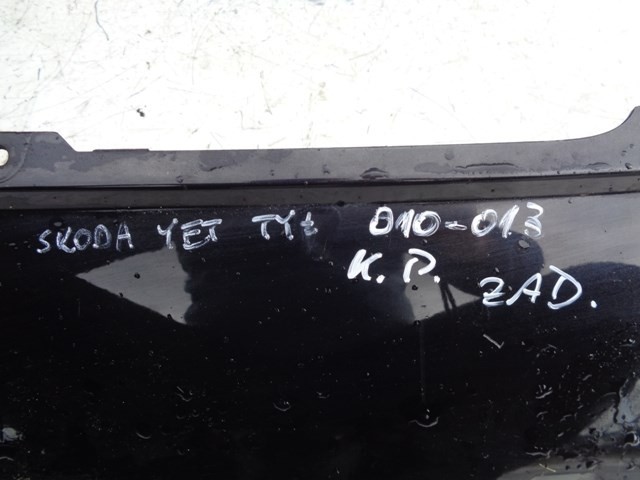 SKODA YET TYŁ 010-013
K.P. ZAD.